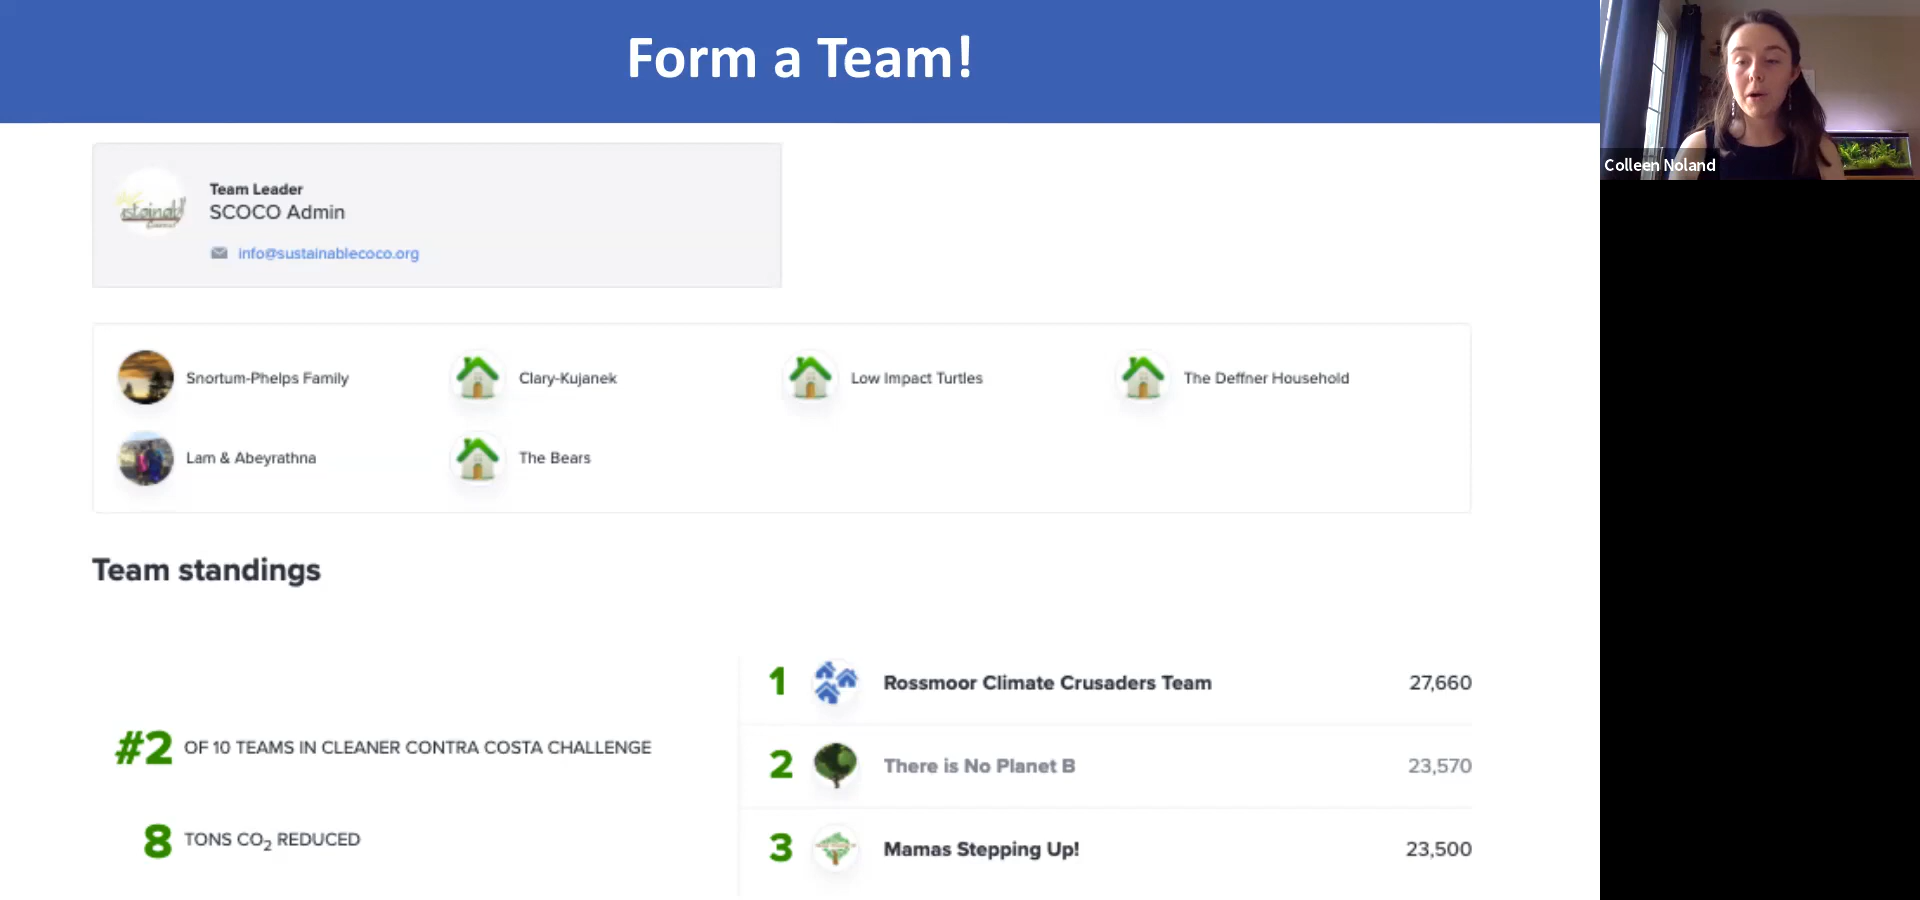 Form a Team!
Colleen Noland
Team Leader
SCOCO Admin
info@sustainablecoco.org
Snortum-Phelps Family
Clary-Kujanek
Low Impact Turtles
The Deffner Household
Lam & Abeyrathna
The Bears
Team standings
#2 OF 10 TEAMS IN CLEANER CONTRA COSTA CHALLENGE
8 TONS CO₂ REDUCED
1 Rossmoor Climate Crusaders Team 27,660
2 There is No Planet B 23,570
3 Mamas Stepping Up! 23,500